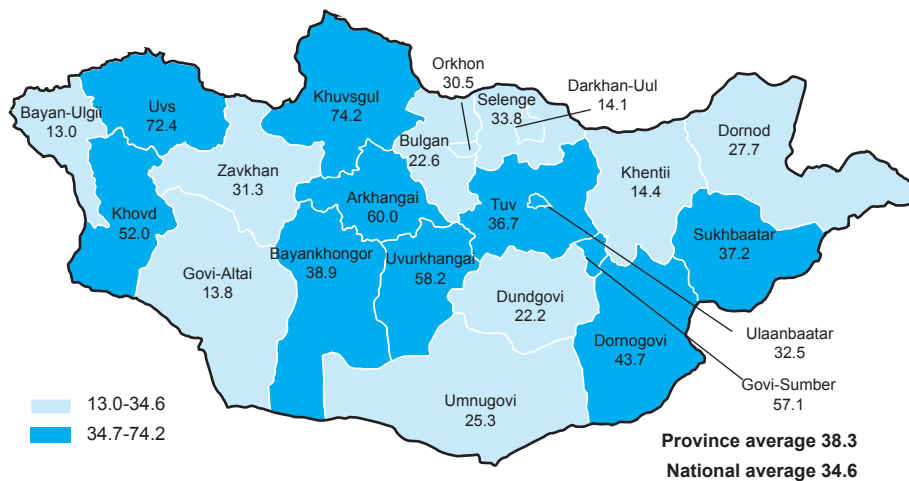 Orkhon
30.5
Darkhan-Uul
14.1
Selenge
33.8
Khuvsgul
74.2
Uvs
72.4
Bayan-Ulgii
13.0
Bulgan
22.6
Dornod
27.7
Khentii
14.4
Zavkhan
31.3
Arkhangai
60.0
Tuv
36.7
Khovd
52.0
Sukhbaatar
37.2
Bayankhongor
38.9
Uvurkhangai
58.2
Govi-Altai
13.8
Dundgovi
22.2
Dornogovi
43.7
Ulaanbaatar
32.5
Govi-Sumber
57.1
Umnugovi
25.3
13.0-34.6
34.7-74.2
Province average 38.3
National average 34.6